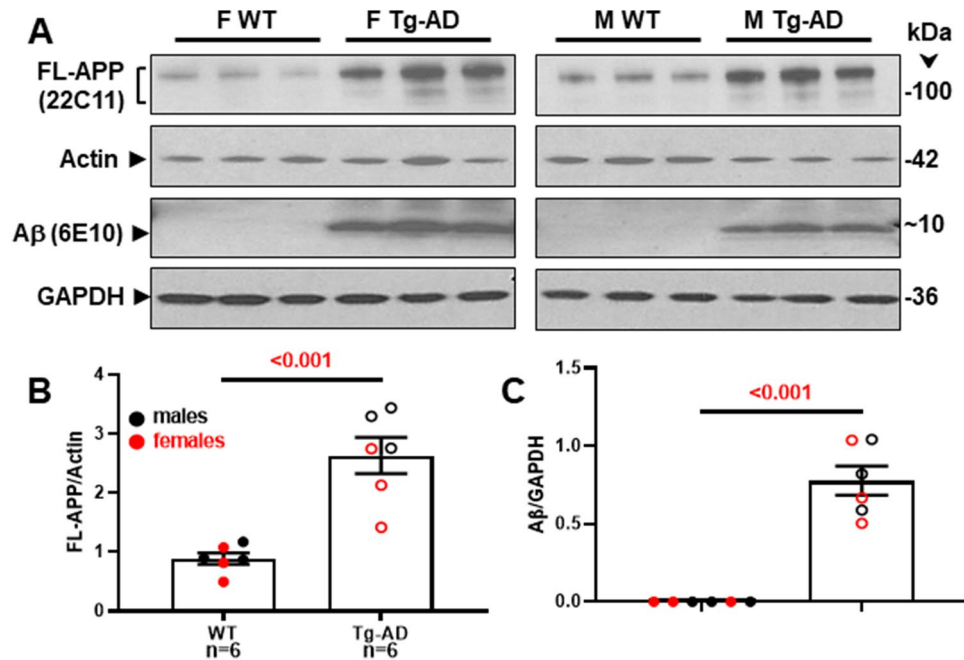 A
F WT
F Tg-AD
M WT
M Tg-AD
kDa
FL-APP
(22C11)
-100
Actin
-42
Aβ (6E10)
~10
GAPDH
-36
B
<0.001
males
females
FL-APP/Actin
4
3
2
1
0
WT
n=6
Tg-AD
n=6
C
<0.001
Aβ/GAPDH
1.5
1.0
0.5
0.0